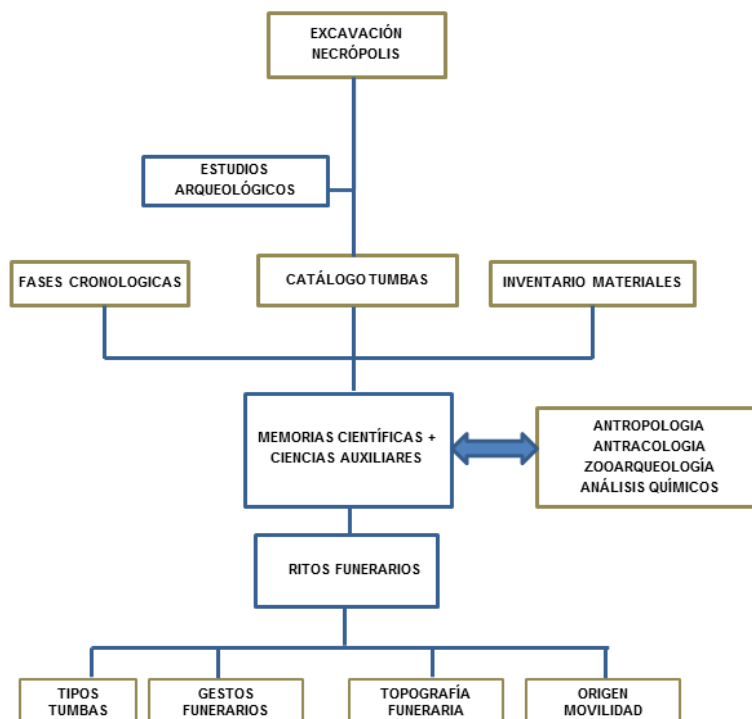 EXCAVACIÓN
NECRÓPOLIS
ESTUDIOS
ARQUEOLÓGICOS
FASES CRONOLOGICAS
CATÁLOGO TUMBAS
INVENTARIO MATERIALES
MEMORIAS CIENTÍFICAS +
CIENCIAS AUXILIARES
ANTROPOLOGIA
ANTRACOLOGIA
ZOOARQUEOLOGÍA
ANÁLISIS QUÍMICOS
RITOS FUNERARIOS
TIPOS
TUMBAS
GESTOS
FUNERARIOS
TOPOGRAFÍA
FUNERARIA
ORIGEN
MOVILIDAD